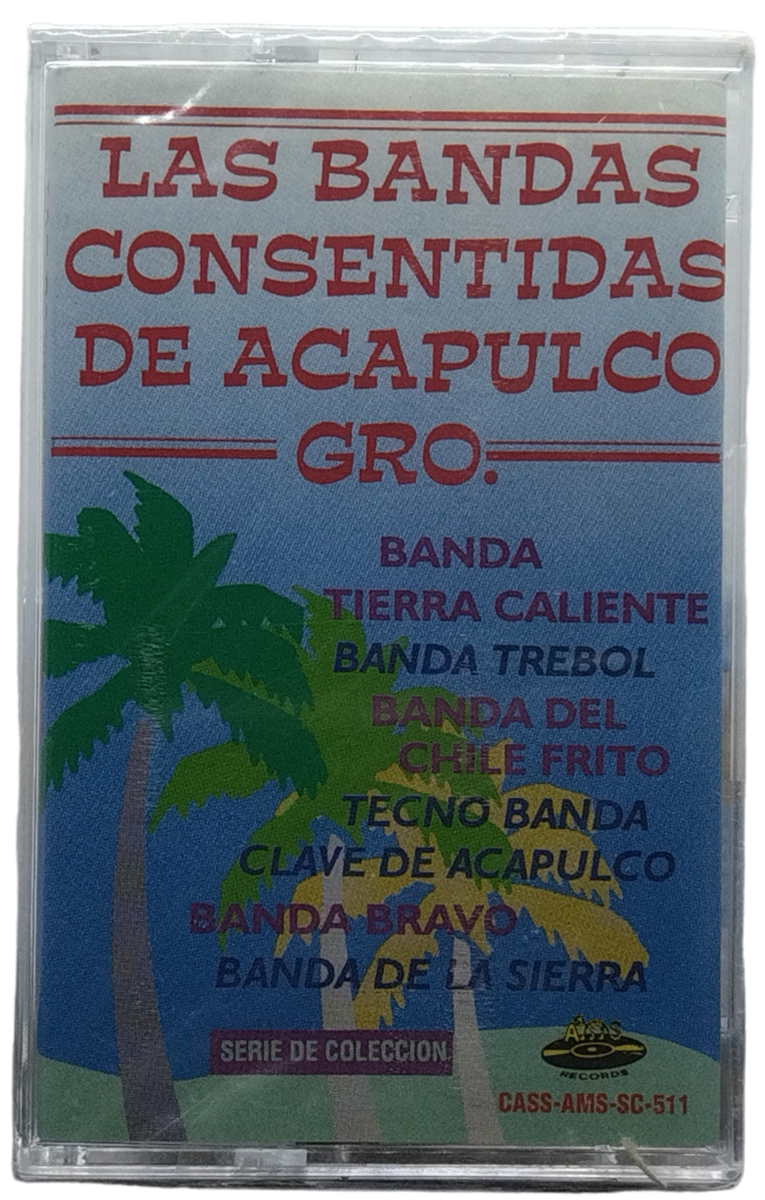 LAS BANDAS
CONSENTIDAS
DE ACAPULCO
GRO.
BANDA
TIERRA CALIENTE
BANDA TREBOL
BANDA DEL
CHILE FRITO
TECNO BANDA
CLAVE DE ACAPULCO
BANDA BRAVO
BANDA DE LA SIERRA
SERIE DE COLECCION
RECORDS
CASS-AMS-SC-511